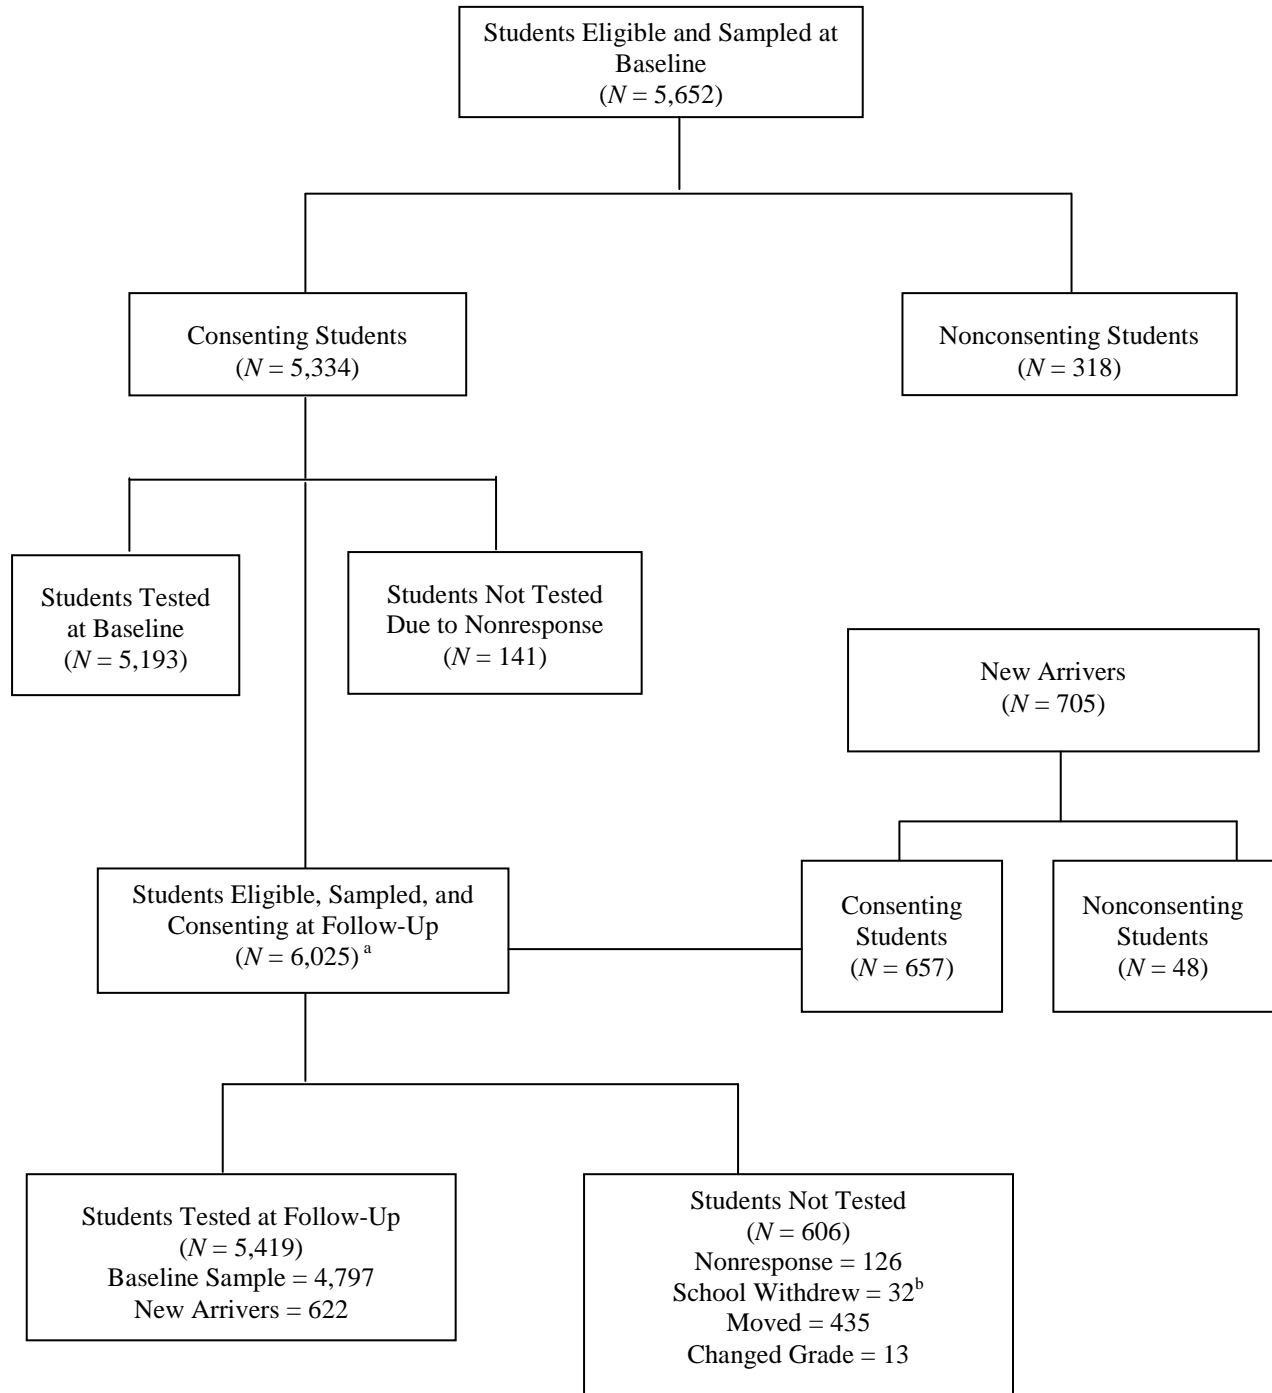 Students Eligible and Sampled at
Baseline
(N = 5,652)
Consenting Students
(N = 5,334)
Nonconsenting Students
(N = 318)
Students Tested
at Baseline
(N = 5,193)
Students Not Tested
Due to Nonresponse
(N = 141)
New Arrivers
(N = 705)
Students Eligible, Sampled, and
Consenting at Follow-Up
(N = 6,025) a
Consenting
Students
(N = 657)
Nonconsenting
Students
(N = 48)
Students Tested at Follow-Up
(N = 5,419)
Baseline Sample = 4,797
New Arrivers = 622
Students Not Tested
(N = 606)
Nonresponse = 126
School Withdrew = 32b
Moved = 435
Changed Grade = 13